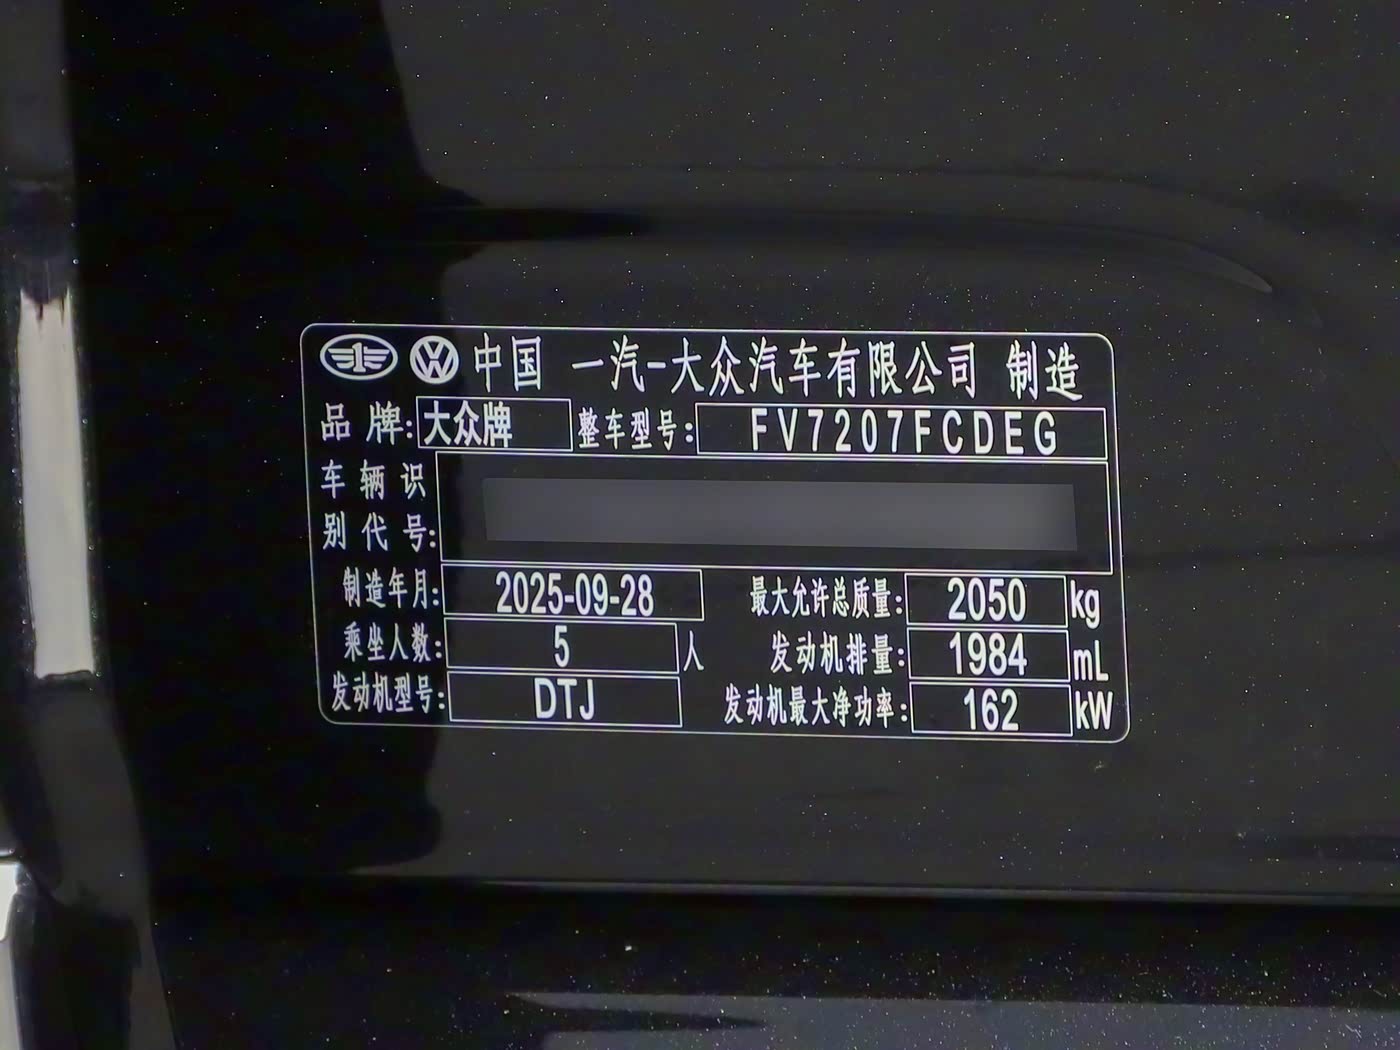 中国 一汽-大众汽车有限公司 制造
品牌: 大众牌 整车型号: FV7207FCDEG
车辆识
别代号:
制造年月: 2025-09-28 最大允许总质量: 2050 kg
乘坐人数: 5 人 发动机排量: 1984 mL
发动机型号: DTJ 发动机最大净功率: 162 kW